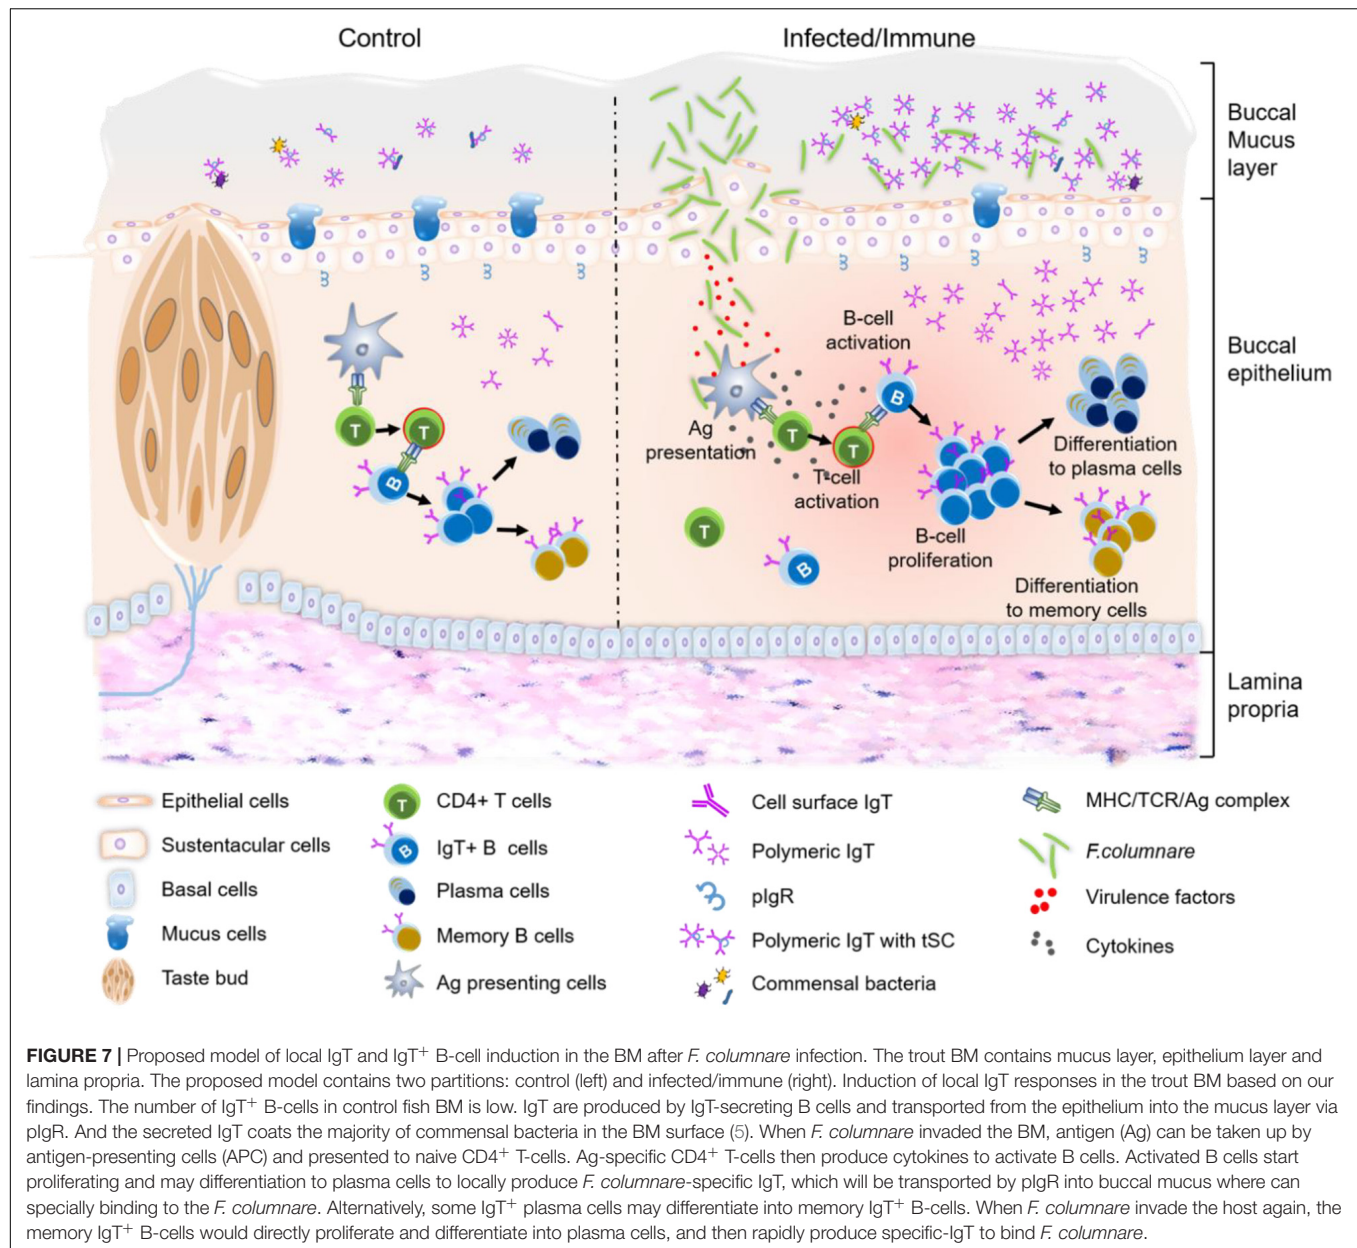 Control
Infected/Immune
Buccal
Mucus
layer
B-cell
activation
Buccal
epithelium
B
T
T
B
Ag
presentation
T
T
T-cell
activation
Differentiation
to plasma cells
T
B
B-cell
proliferation
Differentiation
to memory cells
Lamina
propria
Epithelial cells
T
CD4+ T cells
Cell surface IgT
MHC/TCR/Ag complex
Sustentacular cells
B
IgT+ B cells
Polymeric IgT
F.columnare
Basal cells
Plasma cells
pIgR
Virulence factors
Mucus cells
Memory B cells
Polymeric IgT with tSC
Cytokines
Taste bud
Ag presenting cells
Commensal bacteria
FIGURE 7 | Proposed model of local IgT and IgT+ B-cell induction in the BM after F. columnare infection. The trout BM contains mucus layer, epithelium layer and
lamina propria. The proposed model contains two partitions: control (left) and infected/immune (right). Induction of local IgT responses in the trout BM based on our
findings. The number of IgT+ B-cells in control fish BM is low. IgT are produced by IgT-secreting B cells and transported from the epithelium into the mucus layer via
pIgR. And the secreted IgT coats the majority of commensal bacteria in the BM surface (5). When F. columnare invaded the BM, antigen (Ag) can be taken up by
antigen-presenting cells (APC) and presented to naive CD4+ T-cells. Ag-specific CD4+ T-cells then produce cytokines to activate B cells. Activated B cells start
proliferating and may differentiation to plasma cells to locally produce F. columnare-specific IgT, which will be transported by pIgR into buccal mucus where can
specially binding to the F. columnare. Alternatively, some IgT+ plasma cells may differentiate into memory IgT+ B-cells. When F. columnare invade the host again, the
memory IgT+ B-cells would directly proliferate and differentiate into plasma cells, and then rapidly produce specific-IgT to bind F. columnare.